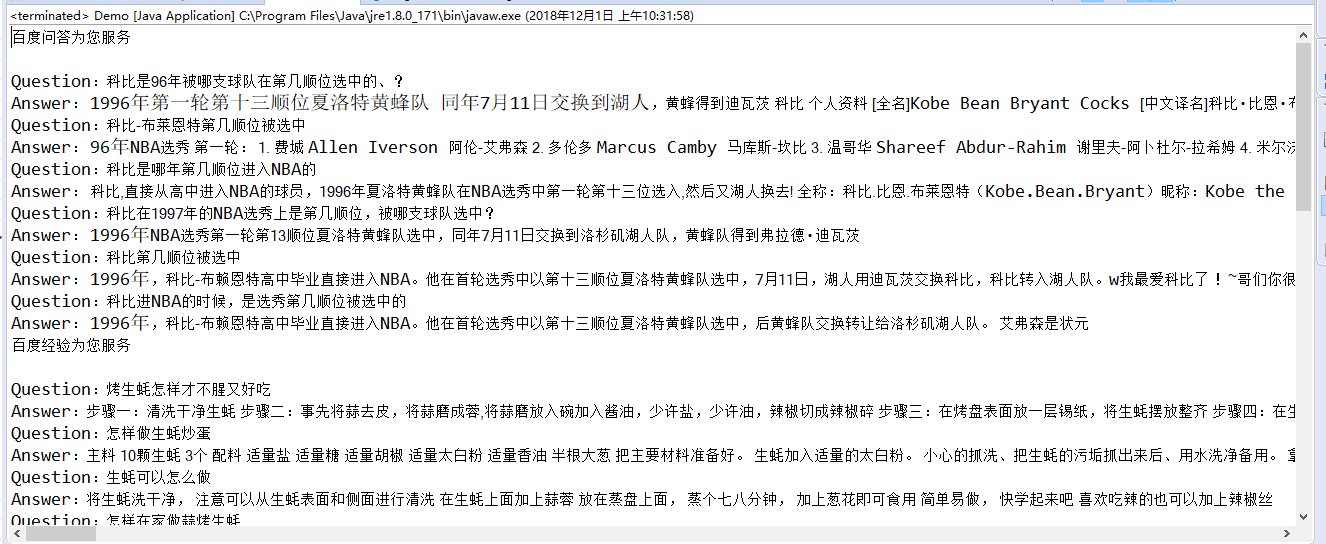 <terminated> Demo [Java Application] C:\Program Files\Java\jre1.8.0_171\bin\javaw.exe (2018年12月1日 上午10:31:58)
百度问答为您服务
Question：科比是96年被哪支球队在第几顺位选中的、？
Answer：1996年第一轮第十三顺位夏洛特黄蜂队 同年7月11日交换到湖人，黄蜂得到迪瓦茨 科比 个人资料 [全名]Kobe Bean Bryant Cocks [中文译名]科比·比恩·布
Question：科比-布莱恩特第几顺位被选中
Answer：96年NBA选秀 第一轮： 1. 费城 Allen Iverson 阿伦-艾弗森 2. 多伦多 Marcus Camby 马库斯-坎比 3. 温哥华 Shareef Abdur-Rahim 谢里夫-阿卜杜尔-拉希姆 4. 米尔沃
Question：科比是哪年第几顺位进入NBA的
Answer： 科比,直接从高中进入NBA的球员，1996年夏洛特黄蜂队在NBA选秀中第一轮第十三位选入,然后又湖人换去! 全称：科比.比恩.布莱恩特（Kobe.Bean.Bryant）昵称：Kobe the
Question：科比在1997年的NBA选秀上是第几顺位，被哪支球队选中？
Answer：1996年NBA选秀第一轮第13顺位夏洛特黄蜂队选中，同年7月11日交换到洛杉矶湖人队，黄蜂队得到弗拉德·迪瓦茨
Question：科比第几顺位被选中
Answer：1996年，科比-布赖恩特高中毕业直接进入NBA。他在首轮选秀中以第十三顺位夏洛特黄蜂队选中，7月11日，湖人用迪瓦茨交换科比，科比转入湖人队。w我最爱科比了！~哥们你很
Question：科比进NBA的时候，是选秀第几顺位被选中的
Answer：1996年，科比-布赖恩特高中毕业直接进入NBA。他在首轮选秀中以第十三顺位夏洛特黄蜂队选中，后黄蜂队交换转让给洛杉矶湖人队。 艾弗森是状元
百度经验为您服务
Question：烤生蚝怎样才不腥又好吃
Answer：步骤一：清洗干净生蚝 步骤二：事先将蒜去皮，将蒜磨成蓉,将蒜磨放入碗加入酱油，少许盐，少许油，辣椒切成辣椒碎 步骤三：在烤盘表面放一层锡纸，将生蚝摆放整齐 步骤四：在生
Question：怎样做生蚝炒蛋
Answer：主料 10颗生蚝 3个 配料 适量盐 适量糖 适量胡椒 适量太白粉 适量香油 半根大葱 把主要材料准备好。 生蚝加入适量的太白粉。 小心的抓洗、把生蚝的污垢抓出来后、用水洗净备用。
Question：生蚝可以怎么做
Answer：将生蚝洗干净， 注意可以从生蚝表面和侧面进行清洗 在生蚝上面加上蒜蓉 放在蒸盘上面， 蒸个七八分钟， 加上葱花即可食用 简单易做， 快学起来吧 喜欢吃辣的也可以加上辣椒丝
Question：怎样在家做蒜烤生蚝